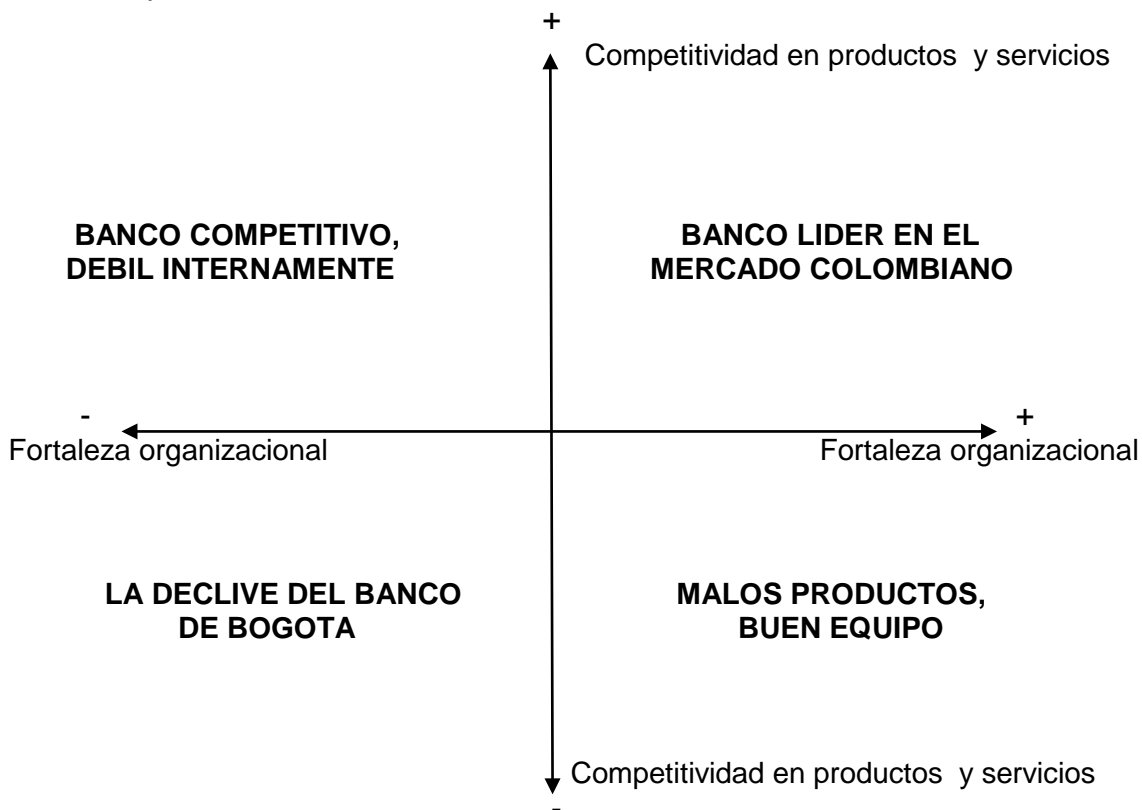 +
Competitividad en productos y servicios
BANCO COMPETITIVO,
DEBIL INTERNAMENTE
BANCO LIDER EN EL
MERCADO COLOMBIANO
-
+
Fortaleza organizacional
Fortaleza organizacional
LA DECLIVE DEL BANCO
DE BOGOTA
MALOS PRODUCTOS,
BUEN EQUIPO
Competitividad en productos y servicios
-